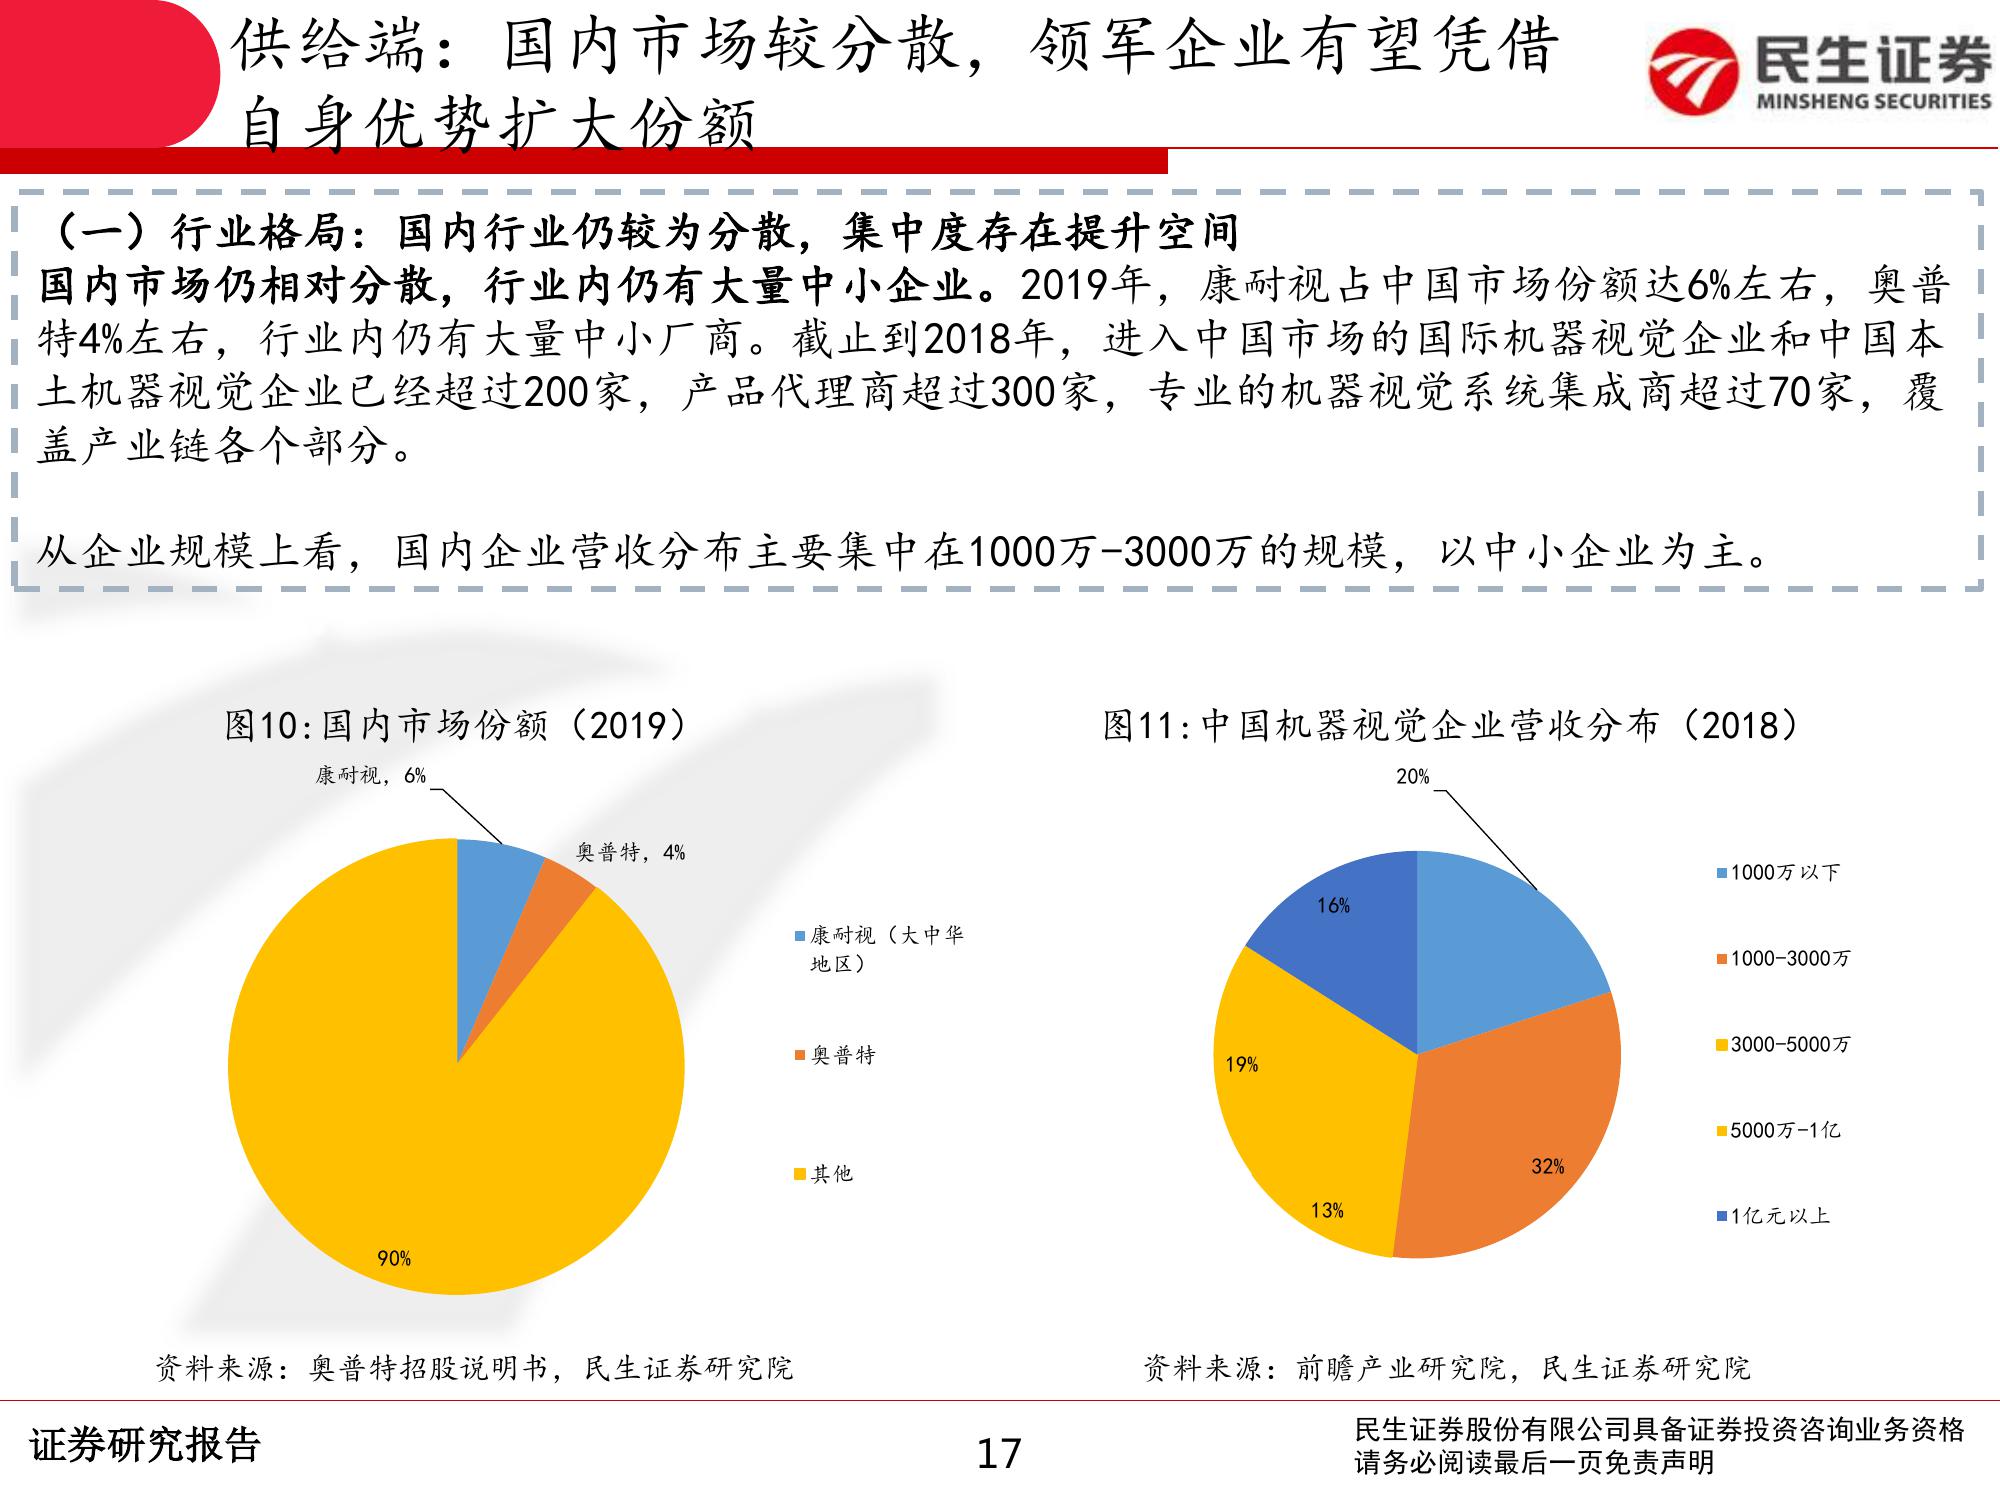 供给端：国内市场较分散，领军企业有望凭借
自身优势扩大份额
民生证券
MINSHENG SECURITIES
（一）行业格局：国内行业仍较为分散，集中度存在提升空间
国内市场仍相对分散，行业内仍有大量中小企业。2019年，康耐视占中国市场份额达6%左右，奥普
特4%左右，行业内仍有大量中小厂商。截止到2018年，进入中国市场的国际机器视觉企业和中国本
土机器视觉企业已经超过200家，产品代理商超过300家，专业的机器视觉系统集成商超过70家，覆
盖产业链各个部分。
从企业规模上看，国内企业营收分布主要集中在1000万-3000万的规模，以中小企业为主。
图10:国内市场份额（2019）
康耐视，6%
奥普特，4%
90%
康耐视（大中华
地区）
奥普特
其他
资料来源：奥普特招股说明书，民生证券研究院
图11:中国机器视觉企业营收分布（2018）
20%
16%
19%
32%
13%
1000万以下
1000-3000万
3000-5000万
5000万-1亿
1亿元以上
资料来源：前瞻产业研究院，民生证券研究院
证券研究报告
17
民生证券股份有限公司具备证券投资咨询业务资格
请务必阅读最后一页免责声明